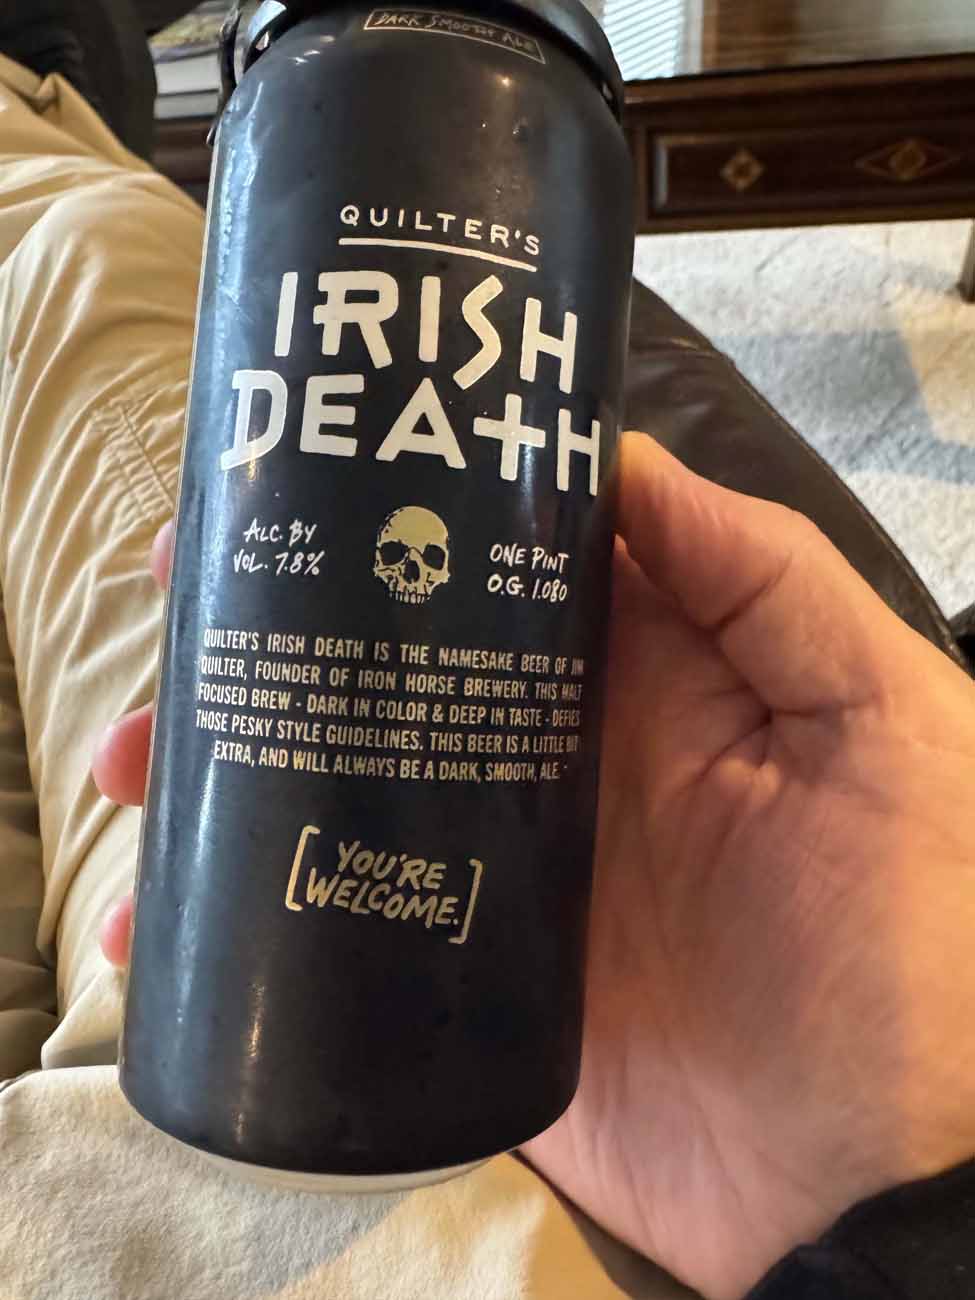 DARK SMOOTH ALE
QUILTER'S
IRISH
DEATH
ALC. BY
VOL. 7.8%
ONE PINT
O.G. 1.080
QUILTER'S IRISH DEATH IS THE NAMESAKE BEER OF JIM
QUILTER, FOUNDER OF IRON HORSE BREWERY. THIS MALT
FOCUSED BREW - DARK IN COLOR & DEEP IN TASTE - DEFIES
THOSE PESKY STYLE GUIDELINES. THIS BEER IS A LITTLE BIT
EXTRA, AND WILL ALWAYS BE A DARK, SMOOTH, ALE.
[YOU'RE
WELCOME.]